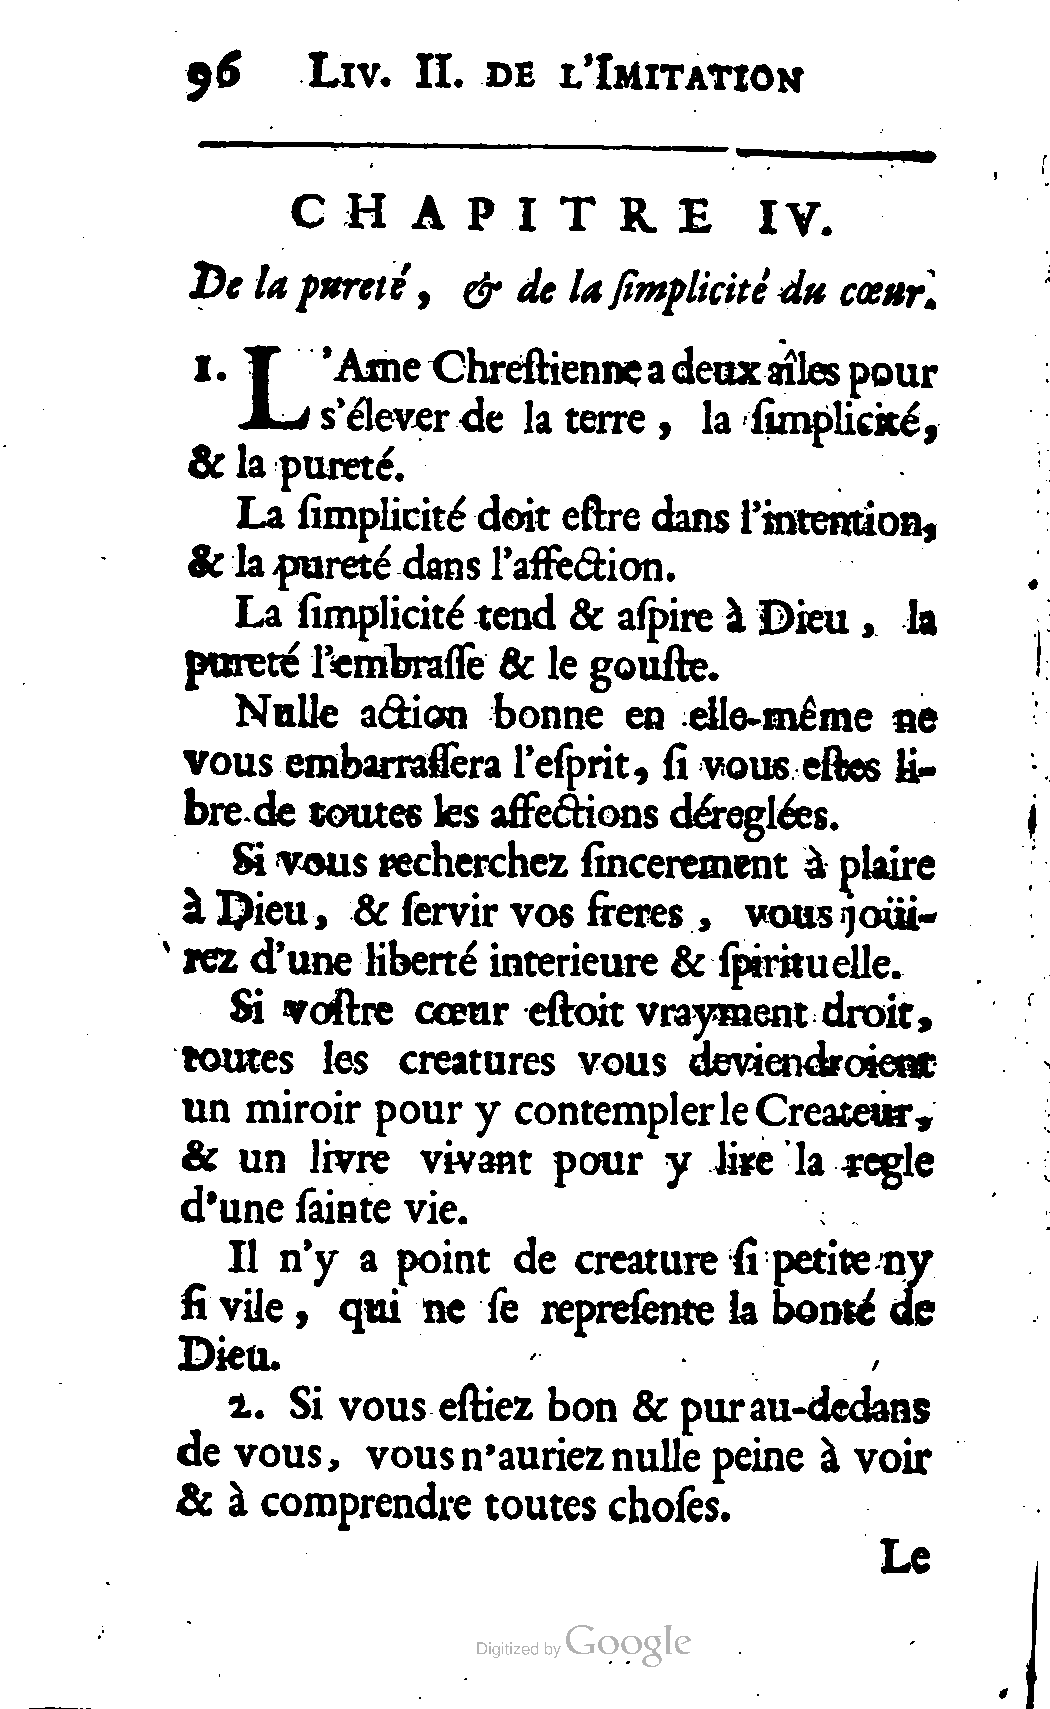 96 LIV. II. DE L'IMITATION
CHAPITRE IV.
De la pureté, & de la ſimplicité du cœur.
1. L'Ame Chreſtienne a deux aîles pour
s'élever de la terre, la ſimplicité,
& la pureté.
La ſimplicité doit eſtre dans l'intention,
& la pureté dans l'affection.
La ſimplicité tend & aſpire à Dieu, la
pureté l'embraſſe & le gouſte.
Nulle action bonne en elle-même ne
vous embarraſſera l'eſprit, ſi vous eſtes li-
bre de toutes les affections déreglées.
Si vous recherchez ſincerement à plaire
à Dieu, & ſervir vos freres, vous joüi-
rez d'une liberté interieure & ſpirituelle.
Si voſtre cœur eſtoit vrayment droit,
toutes les creatures vous deviendroient
un miroir pour y contempler le Createur,
& un livre vivant pour y lire la regle
d'une ſainte vie.
Il n'y a point de creature ſi petite ny
ſi vile, qui ne ſe repreſente la bonté de
Dieu.
2. Si vous eſtiez bon & pur au-dedans
de vous, vous n'auriez nulle peine à voir
& à comprendre toutes choſes.
Le
Digitized by Google